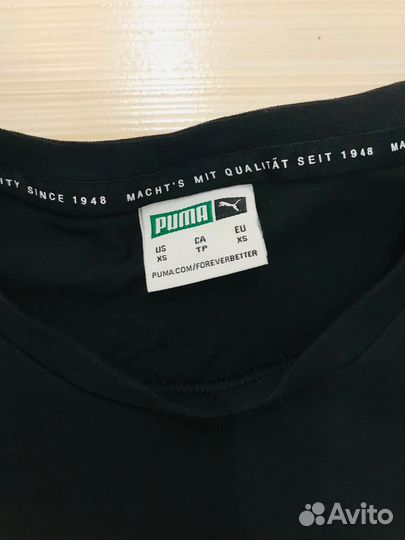 ITY SINCE 1948 MACHT'S MIT QUALITÄT SEIT 1948 MA
PUMA
US CA EU
XS TP XS
PUMA.COM/FOREVERBETTER
Avito